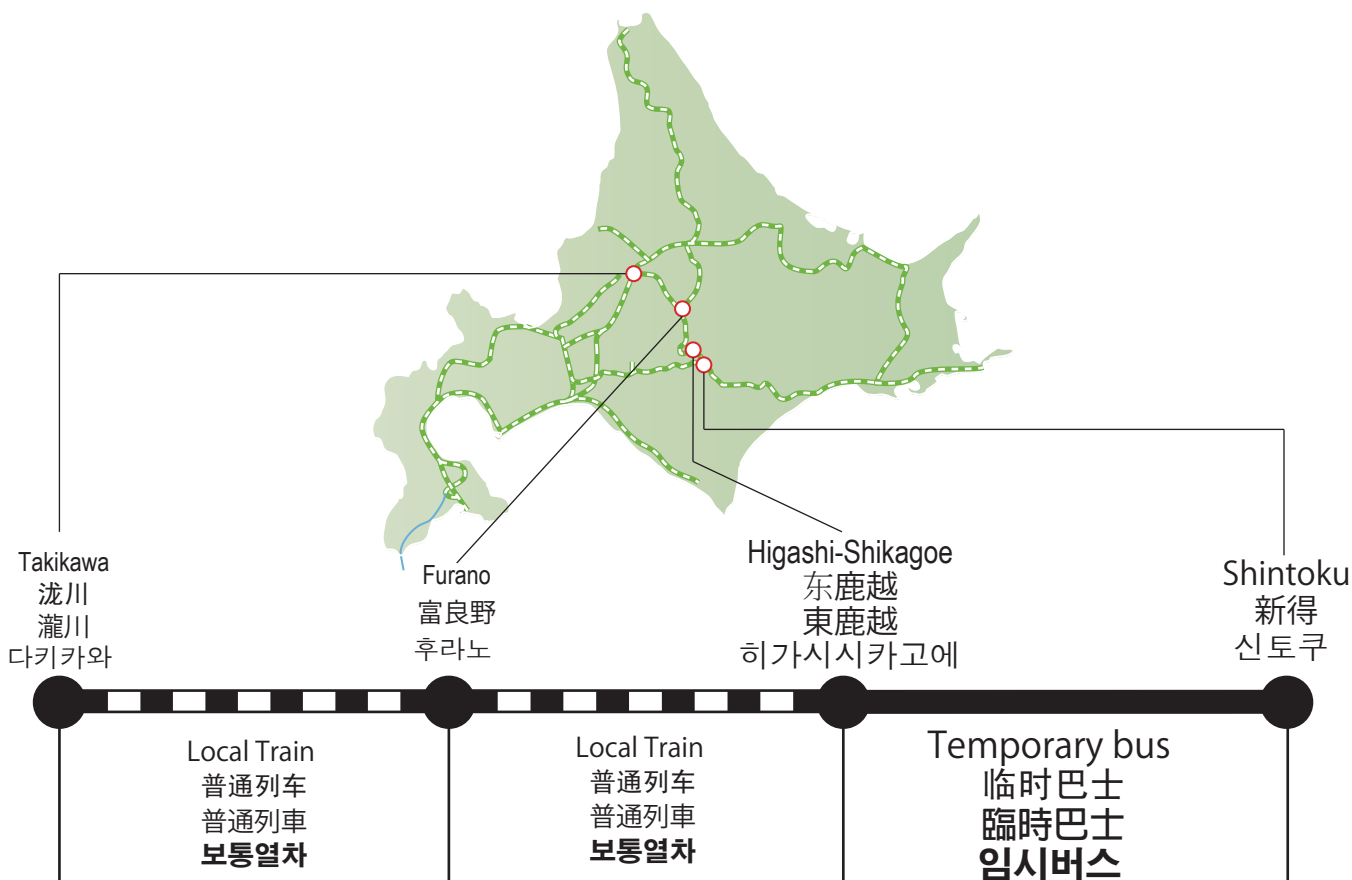 Takikawa
泷川
瀧川
다키카와
Furano
富良野
후라노
Higashi-Shikagoe
东鹿越
東鹿越
히가시시카고에
Shintoku
新得
신토쿠
Local Train
普通列车
普通列車
보통열차
Local Train
普通列车
普通列車
보통열차
Temporary bus
临时巴士
臨時巴士
임시버스